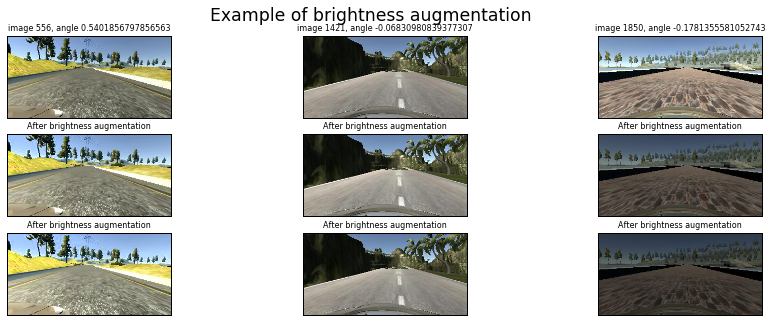 Example of brightness augmentation
image 556, angle 0.5401856797856563
image 1421, angle -0.06830980839377307
image 1850, angle -0.1781355581052743
After brightness augmentation
After brightness augmentation
After brightness augmentation
After brightness augmentation
After brightness augmentation
After brightness augmentation